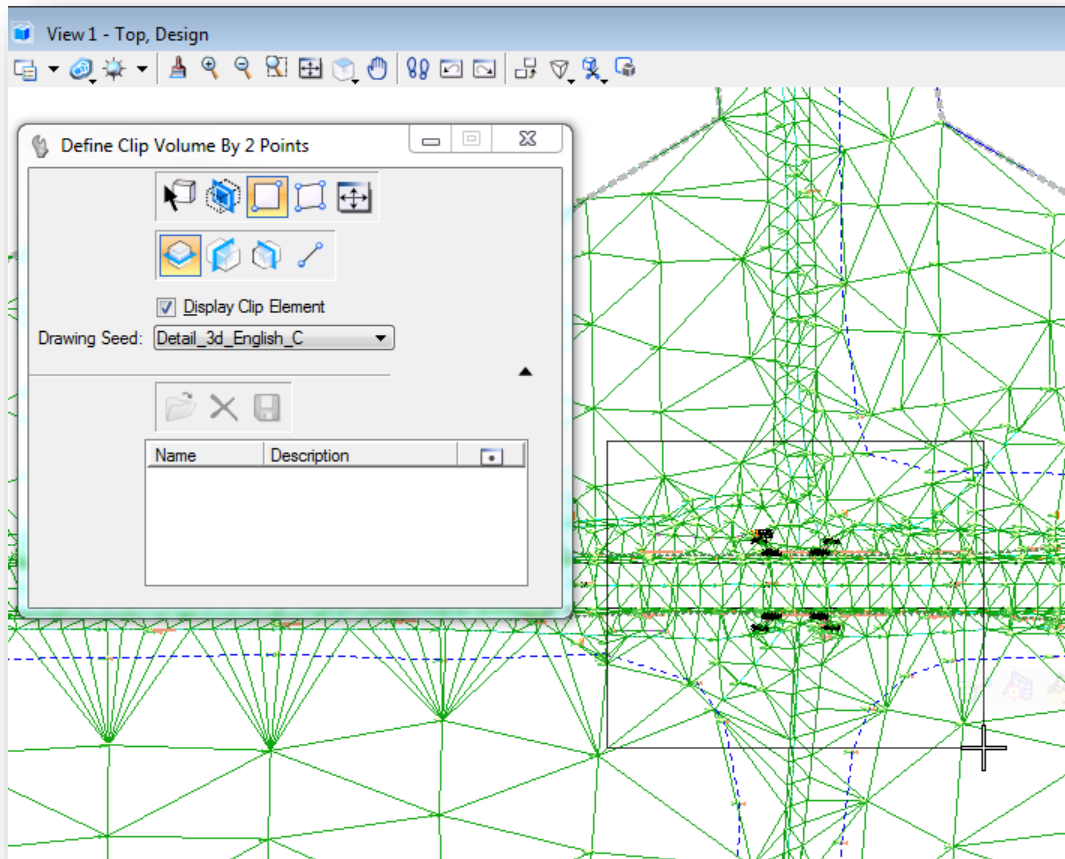 View 1 - Top, Design
Define Clip Volume By 2 Points
Display Clip Element
Drawing Seed: Detail_3d_English_C
Name Description